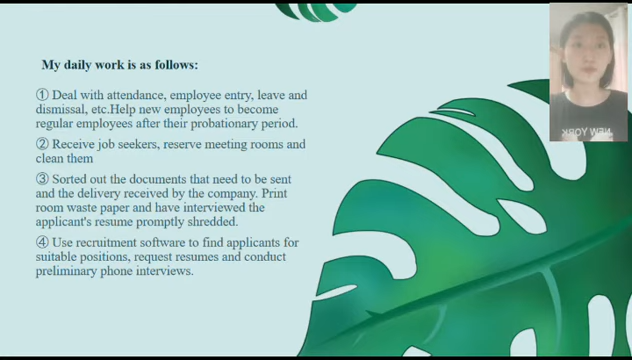 My daily work is as follows:
① Deal with attendance, employee entry, leave and
dismissal, etc.Help new employees to become
regular employees after their probationary period.
② Receive job seekers, reserve meeting rooms and
clean them
③ Sorted out the documents that need to be sent
and the delivery received by the company. Print
room waste paper and have interviewed the
applicant's resume promptly shredded.
④ Use recruitment software to find applicants for
suitable positions, request resumes and conduct
preliminary phone interviews.
NEW YORK